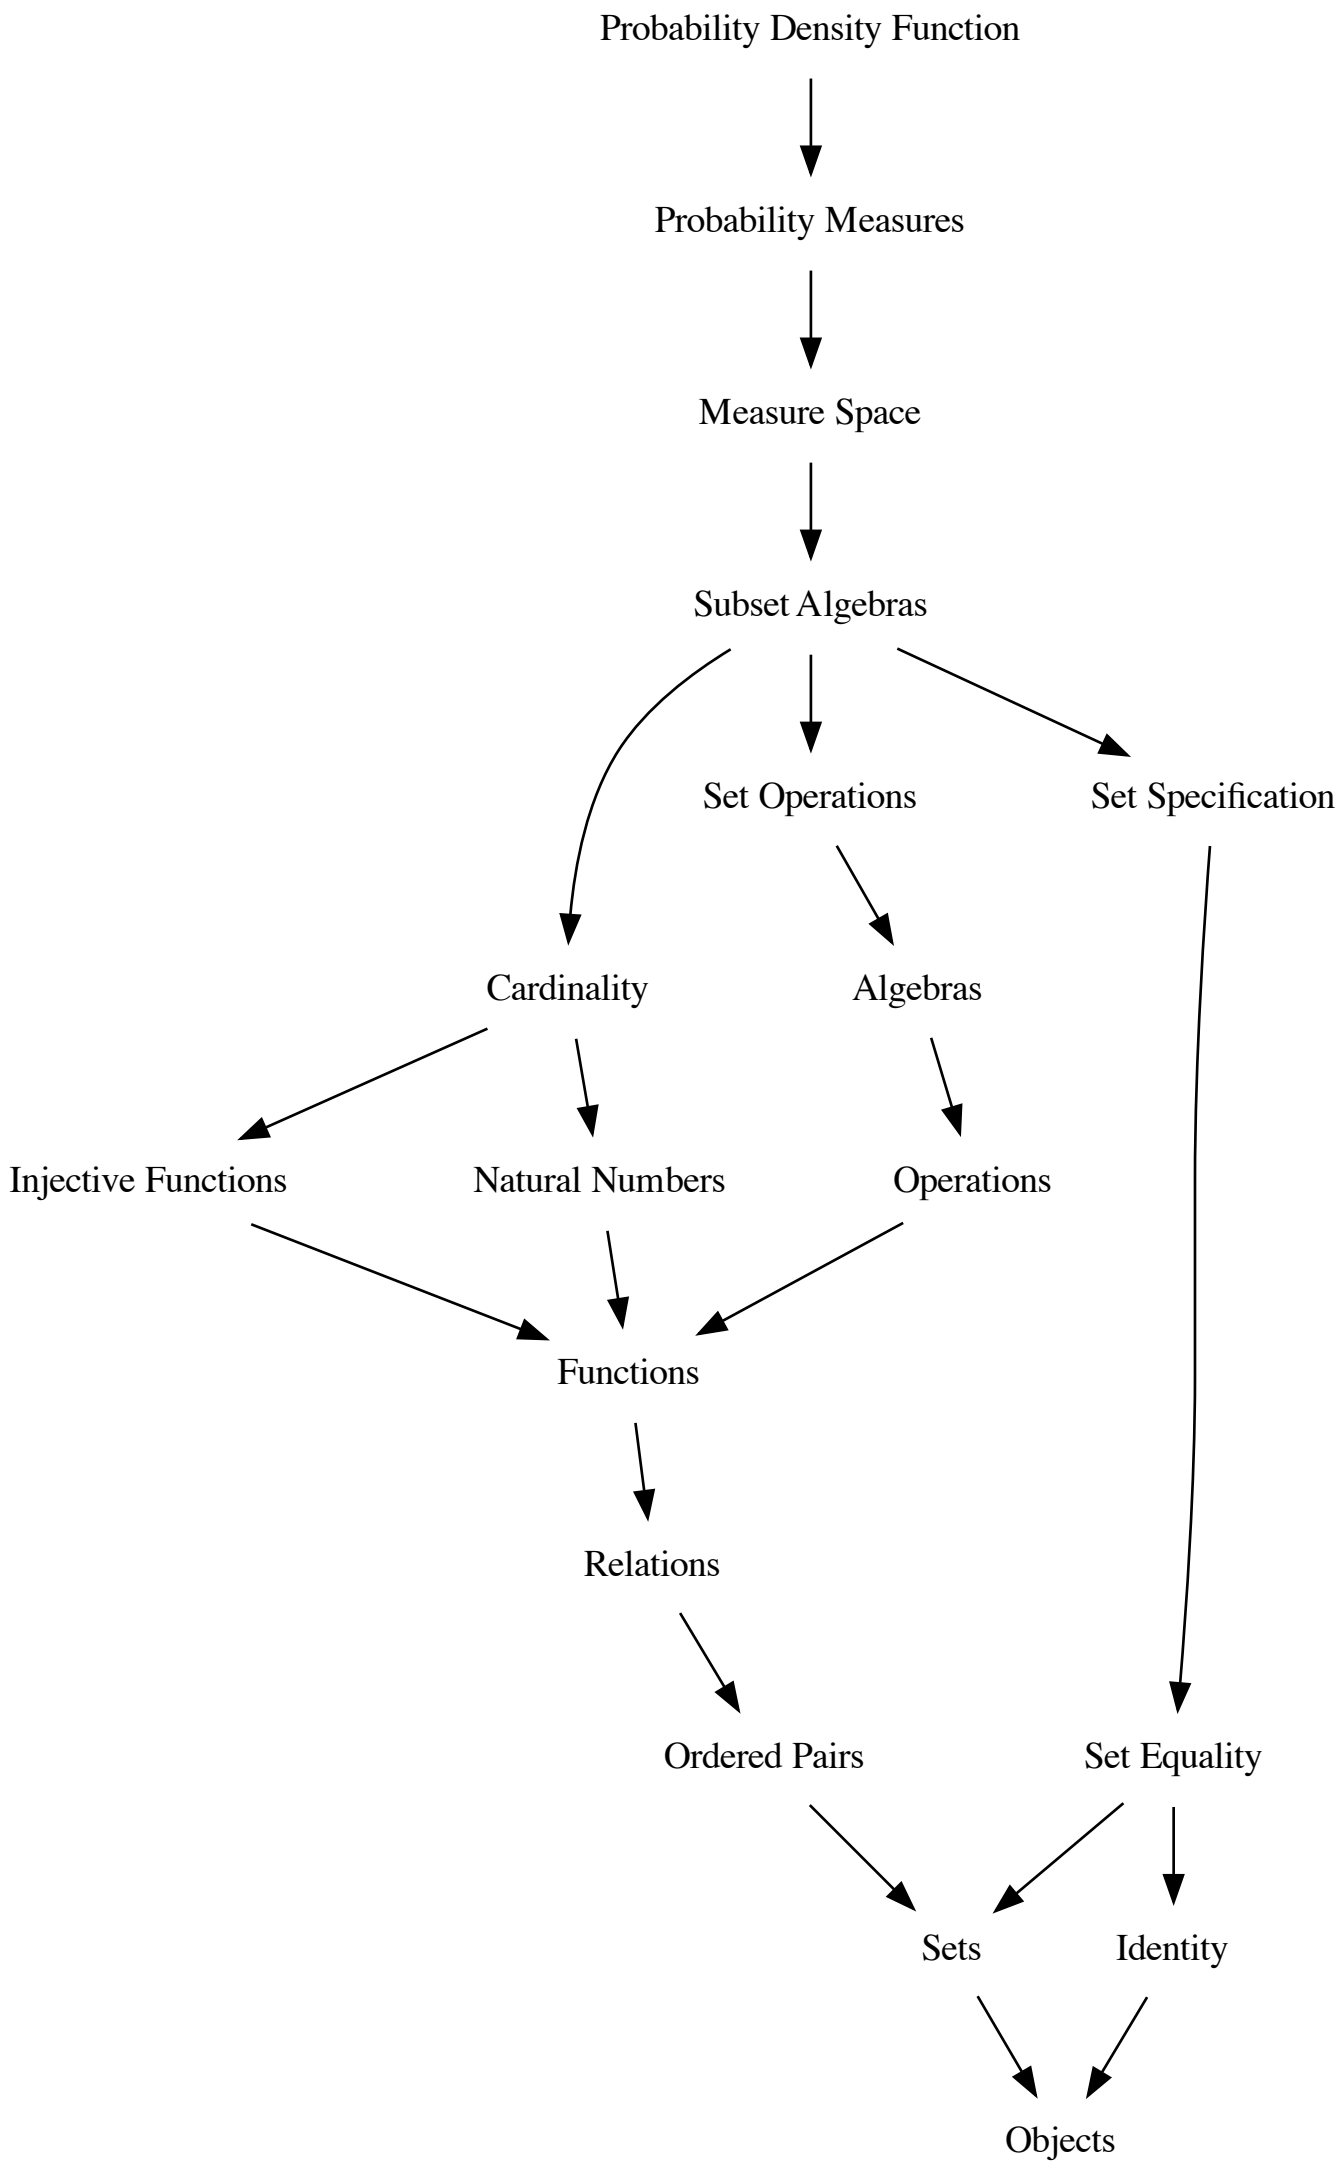 Probability Density Function
Probability Measures
Measure Space
Subset Algebras
Set Operations
Set Specification
Cardinality
Algebras
Injective Functions
Natural Numbers
Operations
Functions
Relations
Ordered Pairs
Set Equality
Sets
Identity
Objects